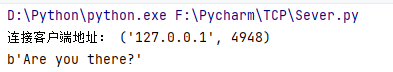 D:\Python\python.exe F:\Pycharm\TCP\Sever.py
连接客户端地址： ('127.0.0.1', 4948)
b'Are you there?'